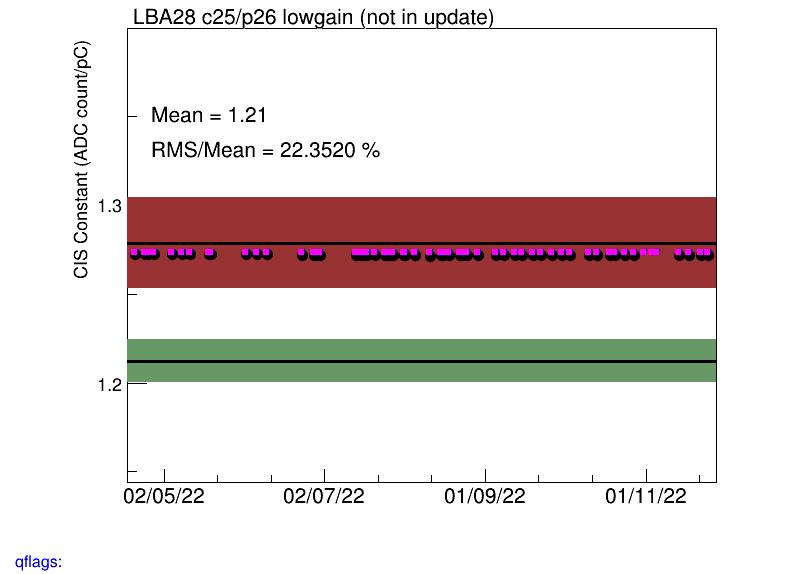 LBA28 c25/p26 lowgain (not in update)
CIS Constant (ADC count/pC)
Mean = 1.21
RMS/Mean = 22.3520 %
1.3
1.2
02/05/22 02/07/22 01/09/22 01/11/22
qflags: